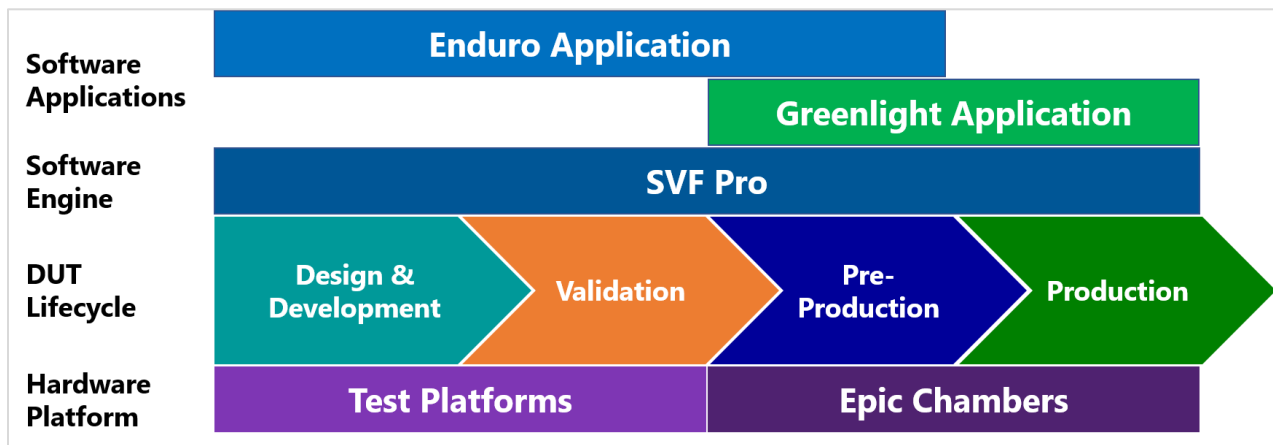 Software
Applications
Enduro Application
Greenlight Application
Software
Engine
SVF Pro
DUT
Lifecycle
Design &
Development
Validation
Pre-
Production
Production
Hardware
Platform
Test Platforms
Epic Chambers